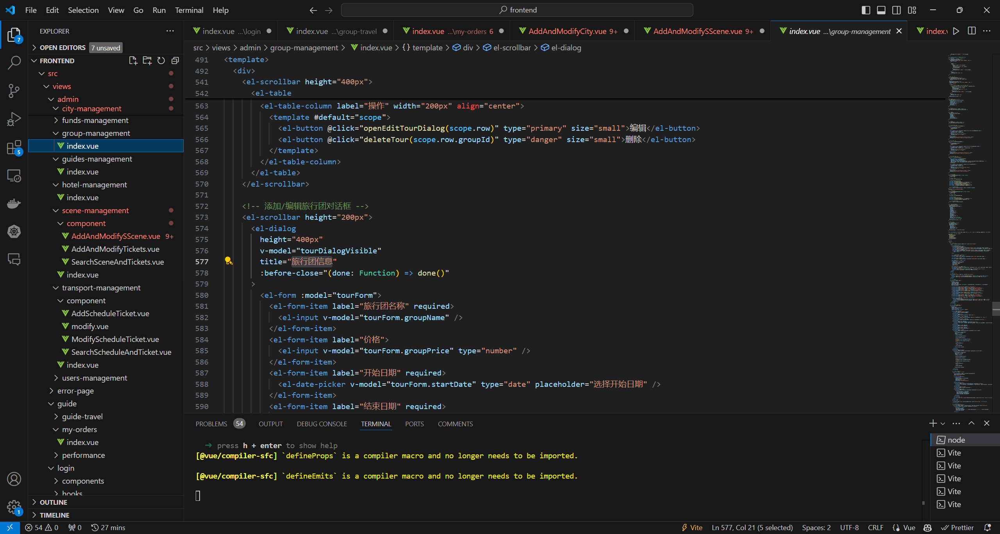 File Edit Selection View Go Run Terminal Help
frontend
EXPLORER
OPEN EDITORS 7 unsaved
FRONTEND
src
views
admin
city-management
funds-management
group-management
index.vue
guides-management
index.vue
hotel-management
index.vue
scene-management
component
AddAndModifySScene.vue 9+
AddAndModifyTickets.vue
SearchSceneAndTickets.vue
index.vue
transport-management
component
AddScheduleTicket.vue
modify.vue
ModifyScheduleTicket.vue
SearchScheduleAndTicket.vue
index.vue
users-management
error-page
guide
guide-travel
my-orders
index.vue
performance
login
components
hooks
OUTLINE
TIMELINE
7
5
1
index.vue ...\login
index.vue ...\group-travel
index.vue ...\my-orders 6
AddAndModifyCity.vue 9+
AddAndModifySScene.vue 9+
index.vue ...\group-management
index.v
src > views > admin > group-management > index.vue > {} template > div > el-scrollbar > el-dialog
491 <template>
492 <div>
541 <el-scrollbar height="400px">
542 <el-table
563 <el-table-column label="操作" width="200px" align="center">
564 <template #default="scope">
565 <el-button @click="openEditTourDialog(scope.row)" type="primary" size="small">编辑</el-button>
566 <el-button @click="deleteTour(scope.row.groupId)" type="danger" size="small">删除</el-button>
567 </template>
568 </el-table-column>
569 </el-table>
570 </el-scrollbar>
571
572 <!-- 添加/编辑旅行团对话框 -->
573 <el-scrollbar height="200px">
574 <el-dialog
575 height="400px"
576 v-model="tourDialogVisible"
577 title="旅行团信息"
578 :before-close="(done: Function) => done()"
579 >
580 <el-form :model="tourForm">
581 <el-form-item label="旅行团名称" required>
582 <el-input v-model="tourForm.groupName" />
583 </el-form-item>
584 <el-form-item label="价格">
585 <el-input v-model="tourForm.groupPrice" type="number" />
586 </el-form-item>
587 <el-form-item label="开始日期" required>
588 <el-date-picker v-model="tourForm.startDate" type="date" placeholder="选择开始日期" />
589 </el-form-item>
590 <el-form-item label="结束日期" required>
PROBLEMS 54 OUTPUT DEBUG CONSOLE TERMINAL PORTS COMMENTS
➜ press h + enter to show help
[@vue/compiler-sfc] `defineProps` is a compiler macro and no longer needs to be imported.
[@vue/compiler-sfc] `defineEmits` is a compiler macro and no longer needs to be imported.
node
Vite
Vite
Vite
Vite
Vite
54 0 0 27 mins
Vite Ln 577, Col 21 (5 selected) Spaces: 2 UTF-8 CRLF Vue Prettier